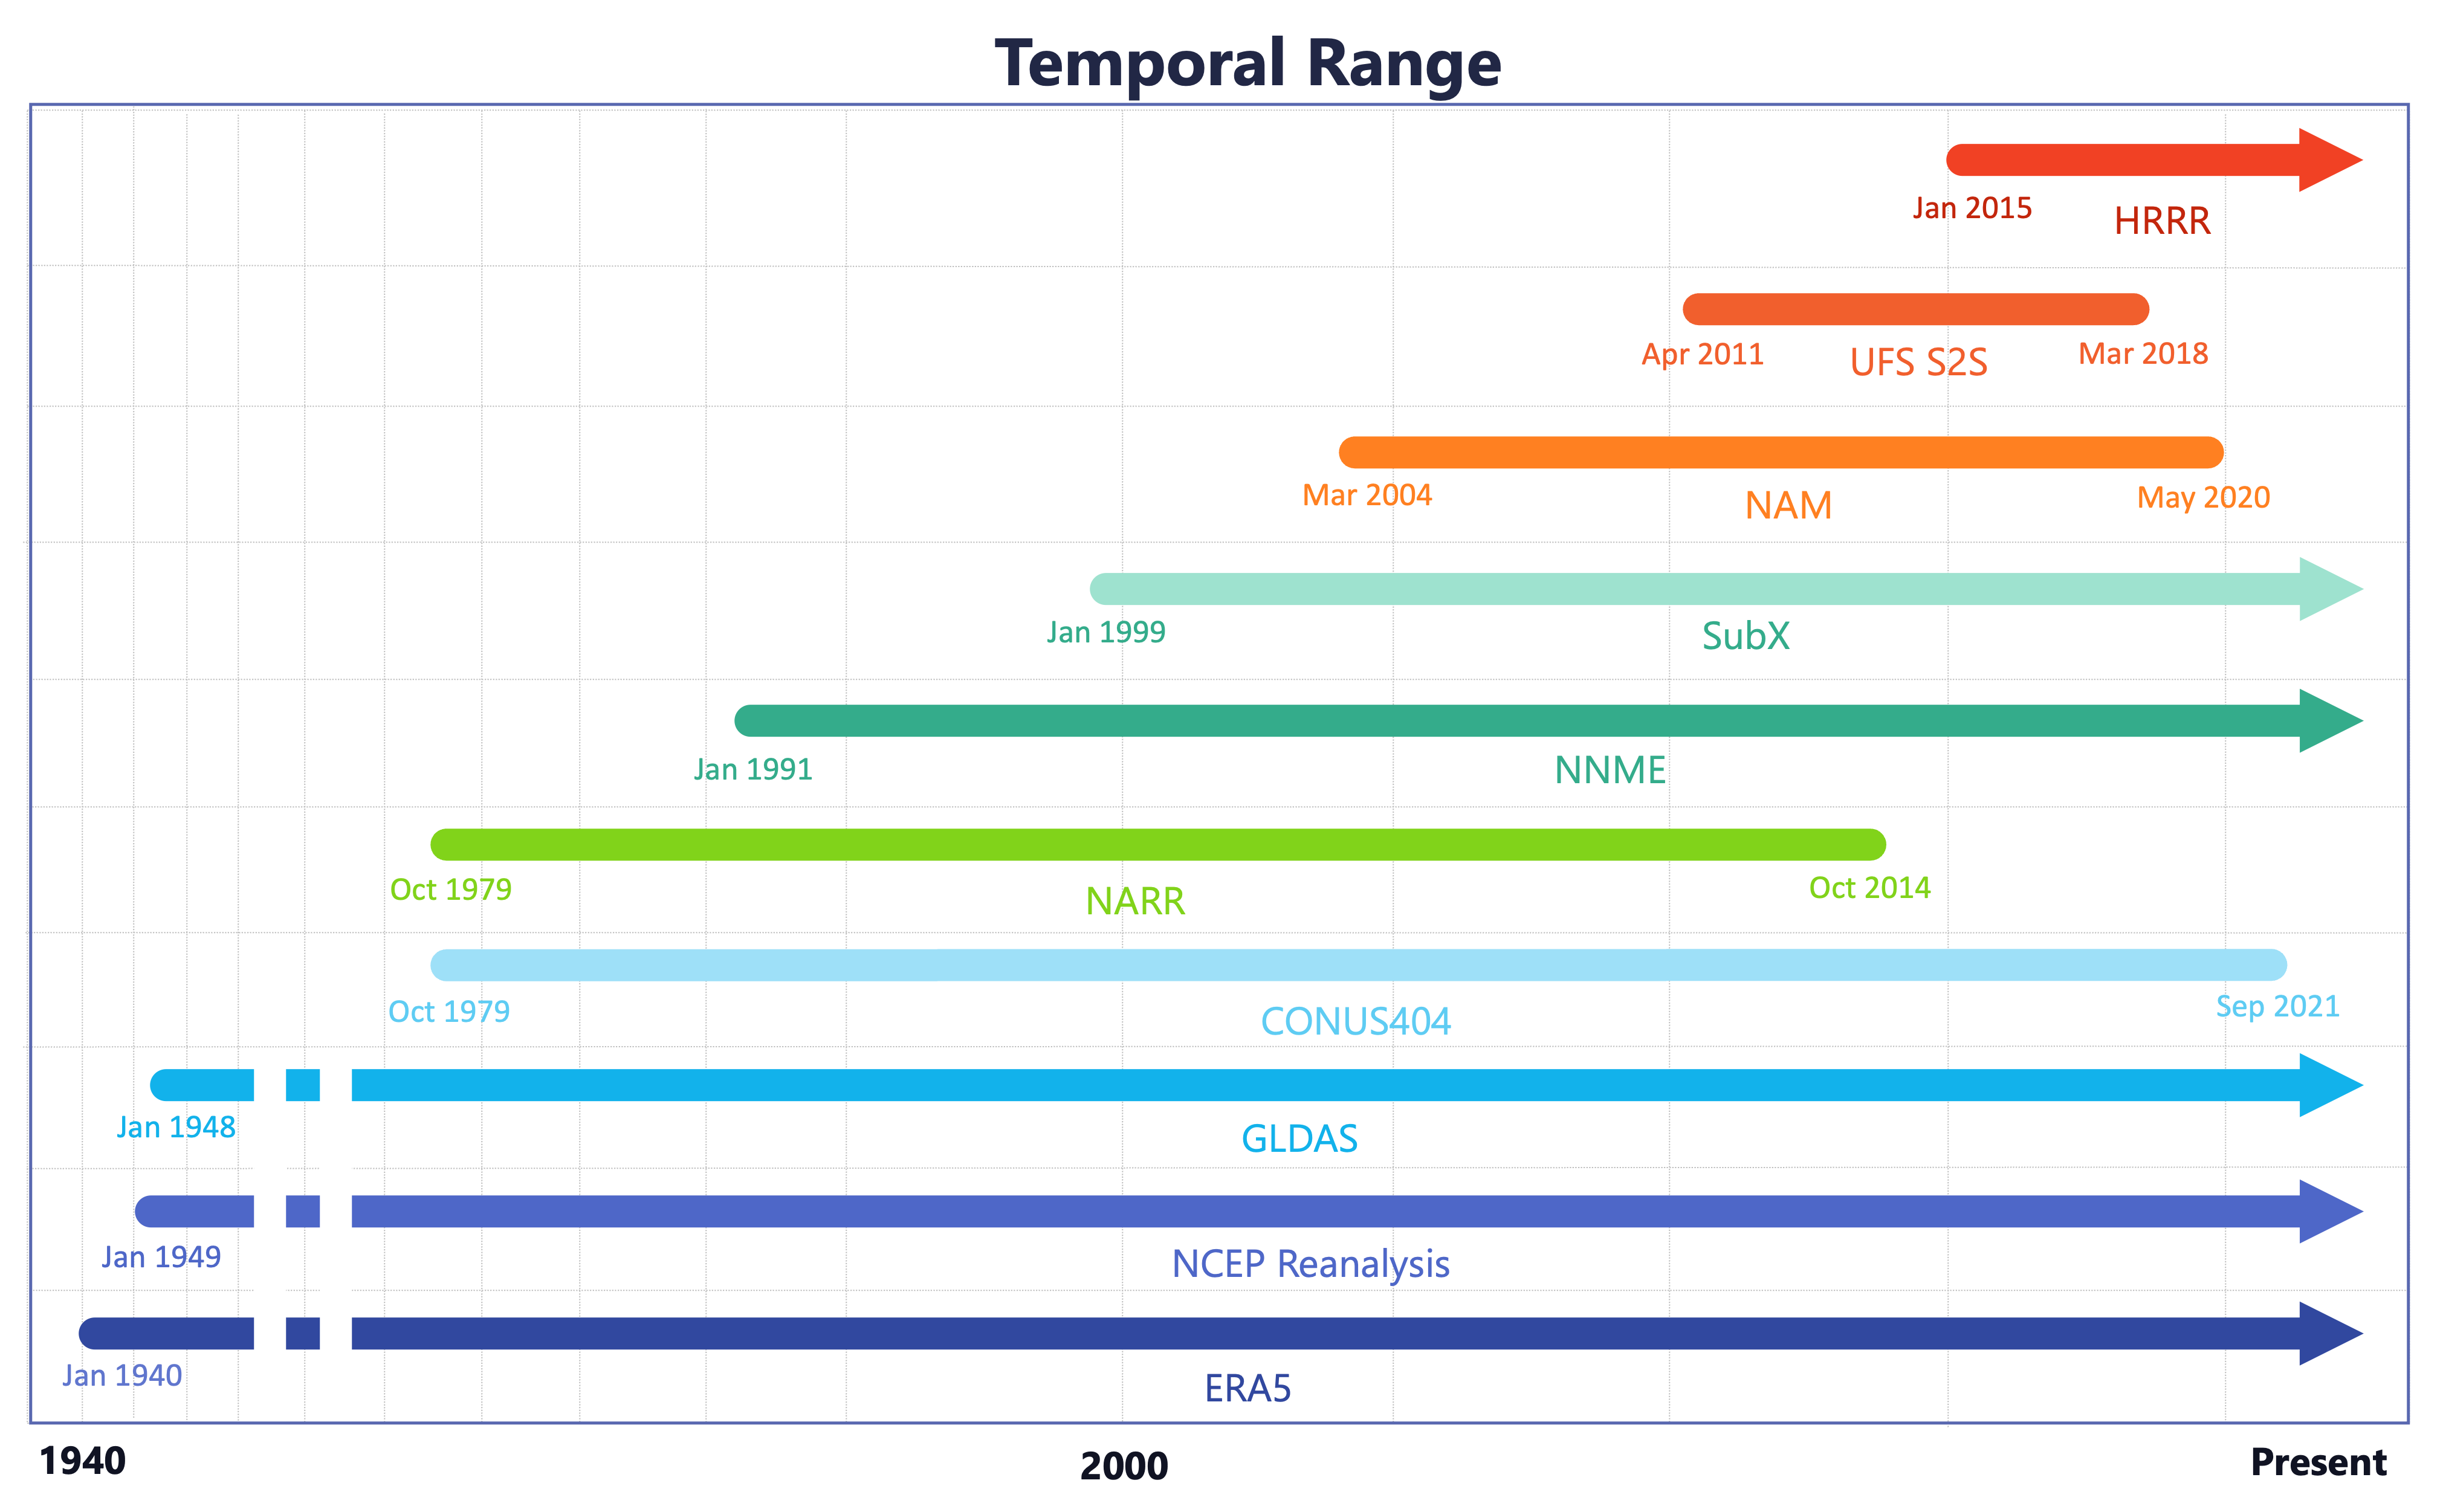 Temporal Range
Jan 2015
HRRR
Apr 2011
UFS S2S
Mar 2018
Mar 2004
NAM
May 2020
Jan 1999
SubX
Jan 1991
NNME
Oct 1979
NARR
Oct 2014
Oct 1979
CONUS404
Sep 2021
Jan 1948
GLDAS
Jan 1949
NCEP Reanalysis
Jan 1940
ERA5
1940
2000
Present